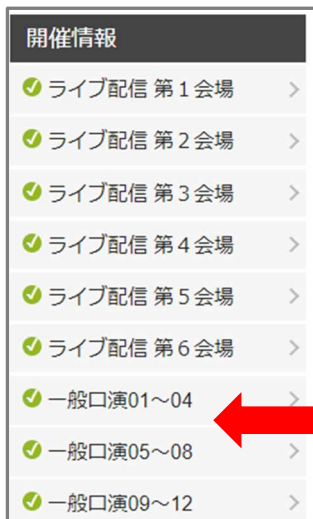 開催情報
ライブ配信 第1会場
ライブ配信 第2会場
ライブ配信 第3会場
ライブ配信 第4会場
ライブ配信 第5会場
ライブ配信 第6会場
一般口演01～04
一般口演05～08
一般口演09～12